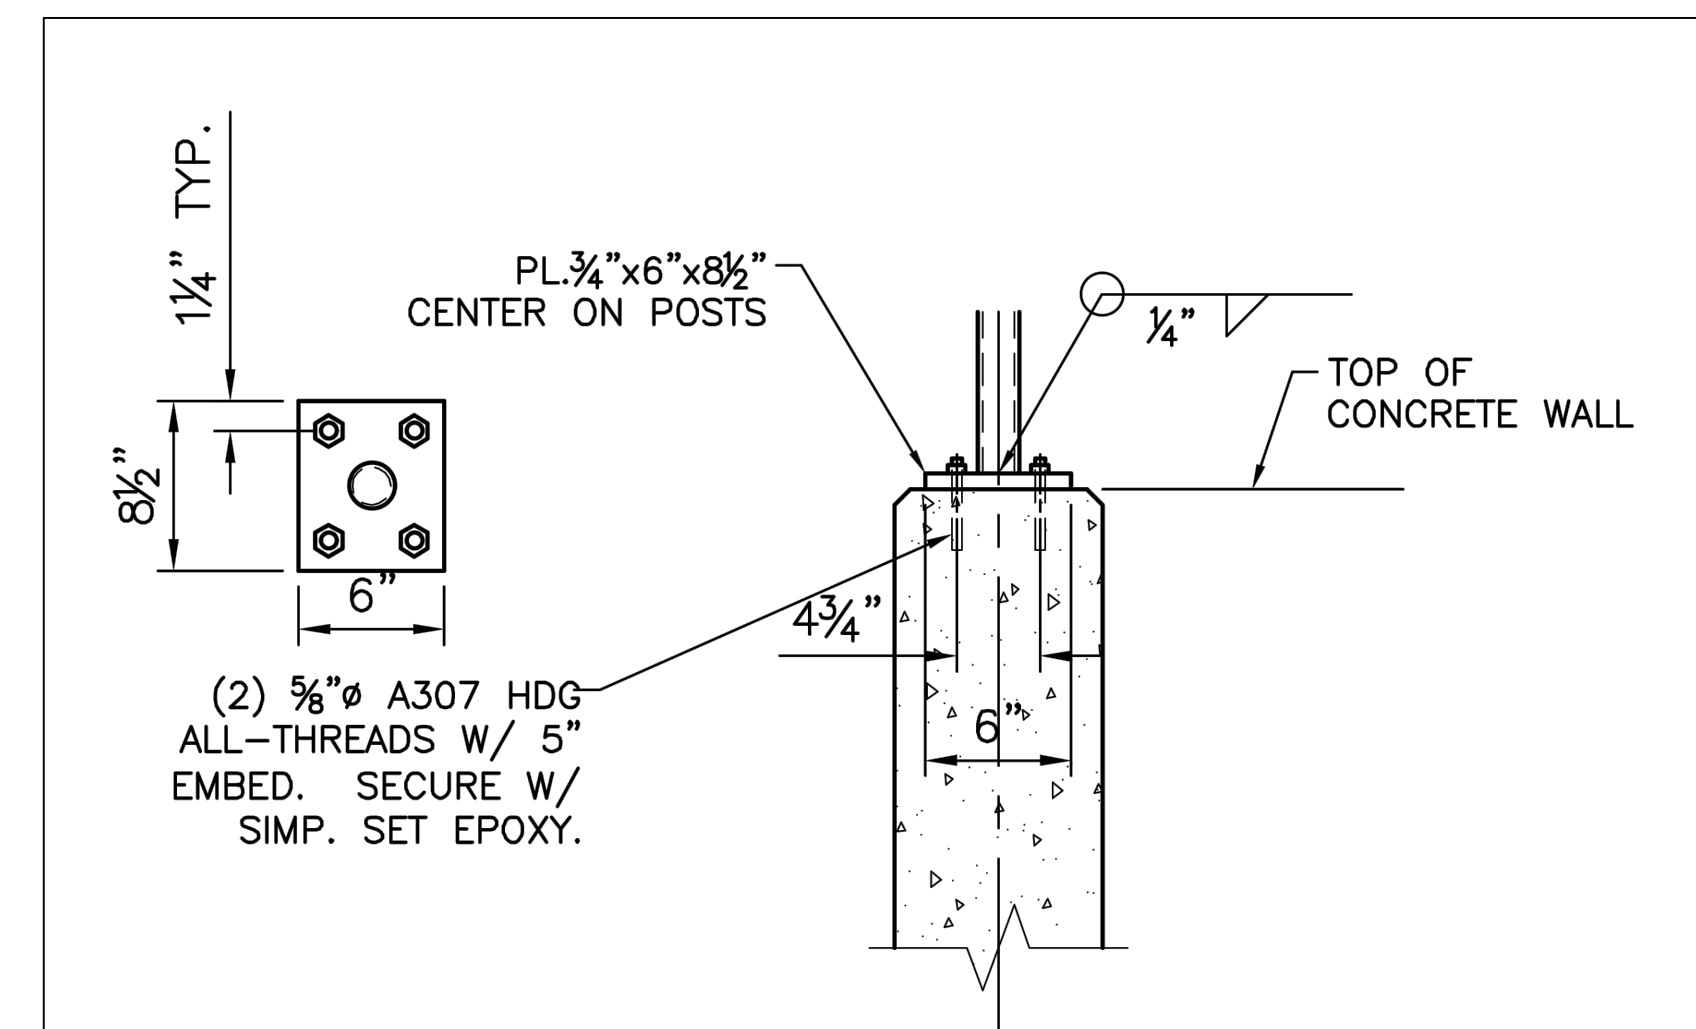 1¼" TYP.
8½"
6"
PL.¾"x6"x8½"
CENTER ON POSTS
¼"
TOP OF
CONCRETE WALL
(2) ⅝"ø A307 HDG
ALL-THREADS W/ 5"
EMBED. SECURE W/
SIMP. SET EPOXY.
4¾"
6"